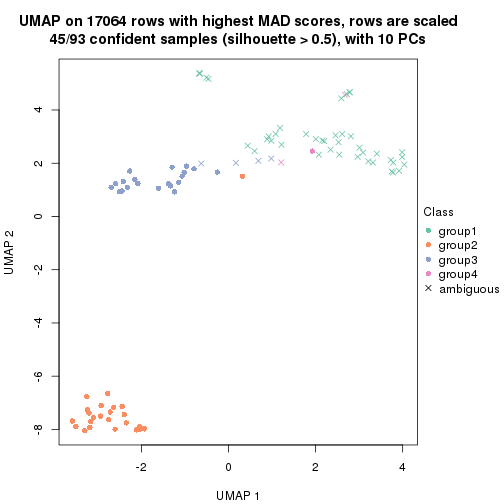 UMAP on 17064 rows with highest MAD scores, rows are scaled
45/93 confident samples (silhouette > 0.5), with 10 PCs
4
2
0
-2
-4
-6
-8
UMAP 2
-2
0
2
4
UMAP 1
Class
group1
group2
group3
group4
ambiguous